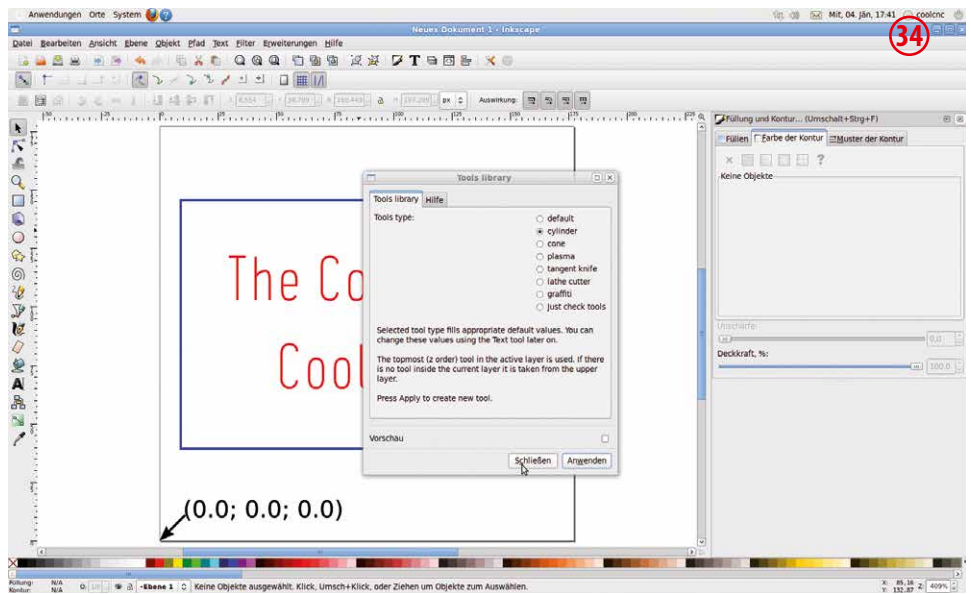 Anwendungen Orte System
Mit, 04. Jän, 17:41 coolcnc
34
Neues Dokument 1 - Inkscape
Datei Bearbeiten Ansicht Ebene Objekt Pfad Text Filter Erweiterungen Hilfe
px Auswirkung:
Füllung und Kontur... (Umschalt+Strg+F)
Füllen Farbe der Kontur Muster der Kontur
Keine Objekte
Unschärfe:
0,0
Deckkraft, %:
100,0
The Co
Cool
(0.0; 0.0; 0.0)
Tools library
Tools library Hilfe
Tools type:
default
cylinder
cone
plasma
tangent knife
lathe cutter
graffiti
Just check tools
Selected tool type fills appropriate default values. You can
change these values using the Text tool later on.
The topmost (z order) tool in the active layer is used. If there
is no tool inside the current layer it is taken from the upper
layer.
Press Apply to create new tool.
Vorschau
Schließen Anwenden
Füllung: N/A
Kontur: N/A
O:
-Ebene 1
Keine Objekte ausgewählt. Klick, Umsch+Klick, oder Ziehen um Objekte zum Auswählen.
X: 85,16
Y: 132,87
Z: 409%